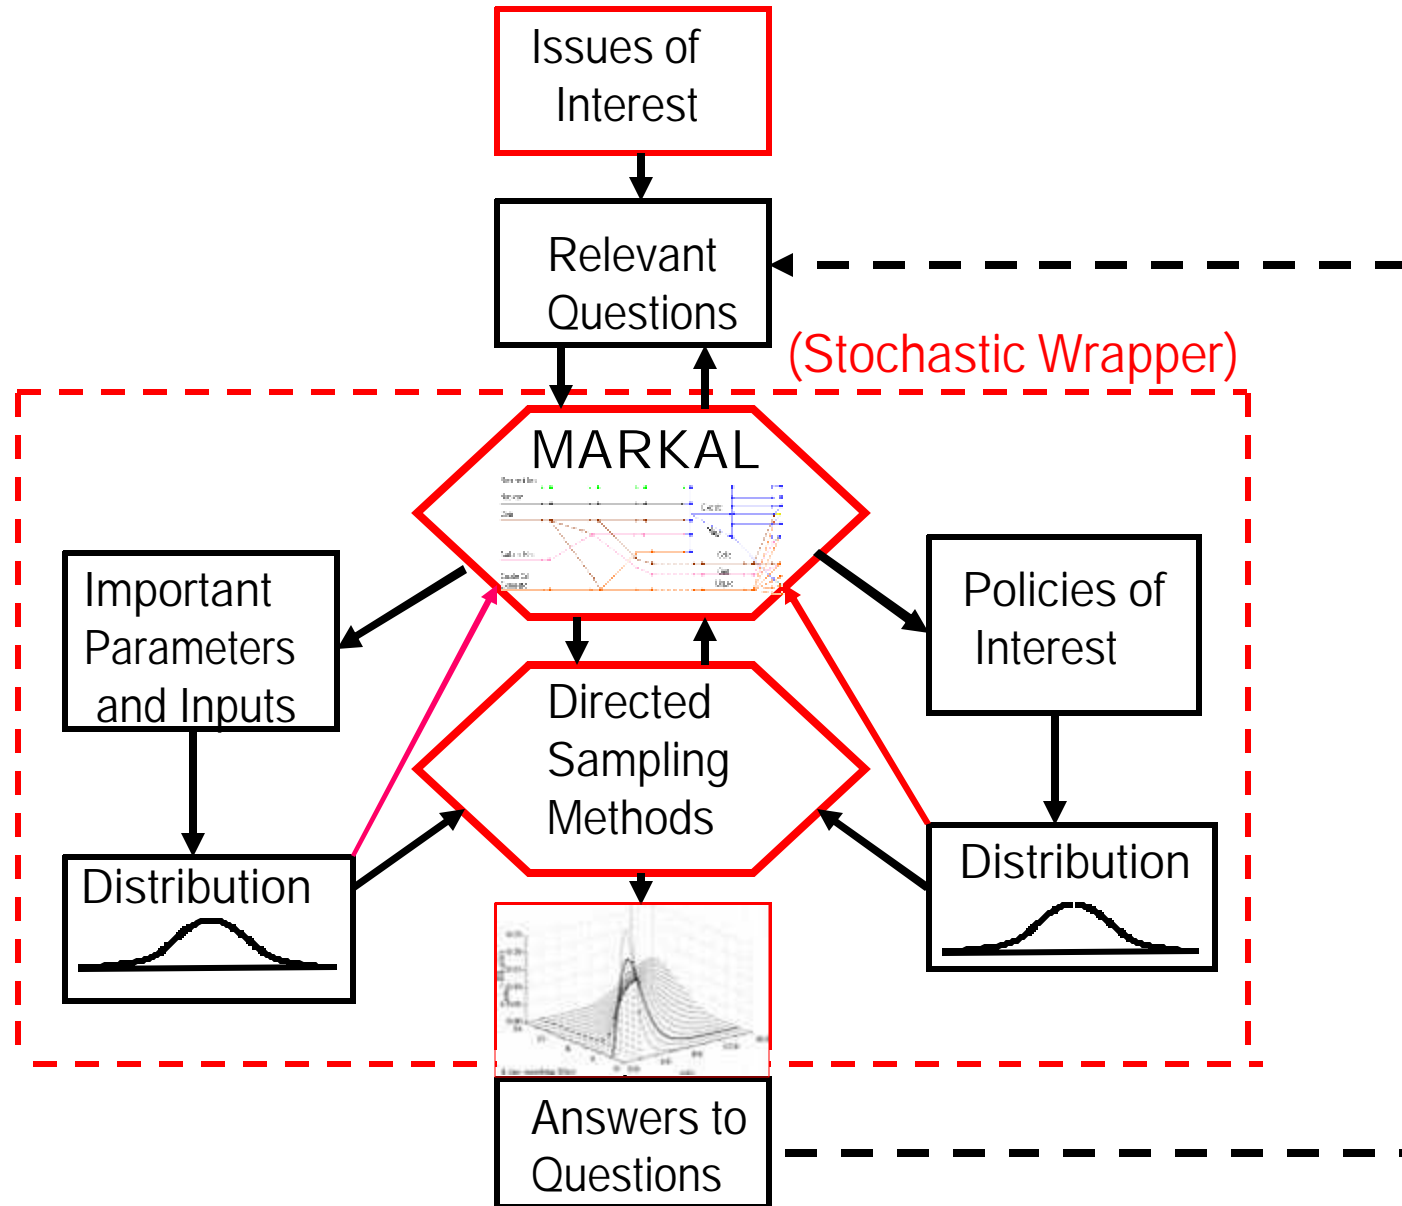 Issues of
Interest
Relevant
Questions
(Stochastic Wrapper)
MARKAL
Important
Parameters
and Inputs
Policies of
Interest
Directed
Sampling
Methods
Distribution
Distribution
Answers to
Questions